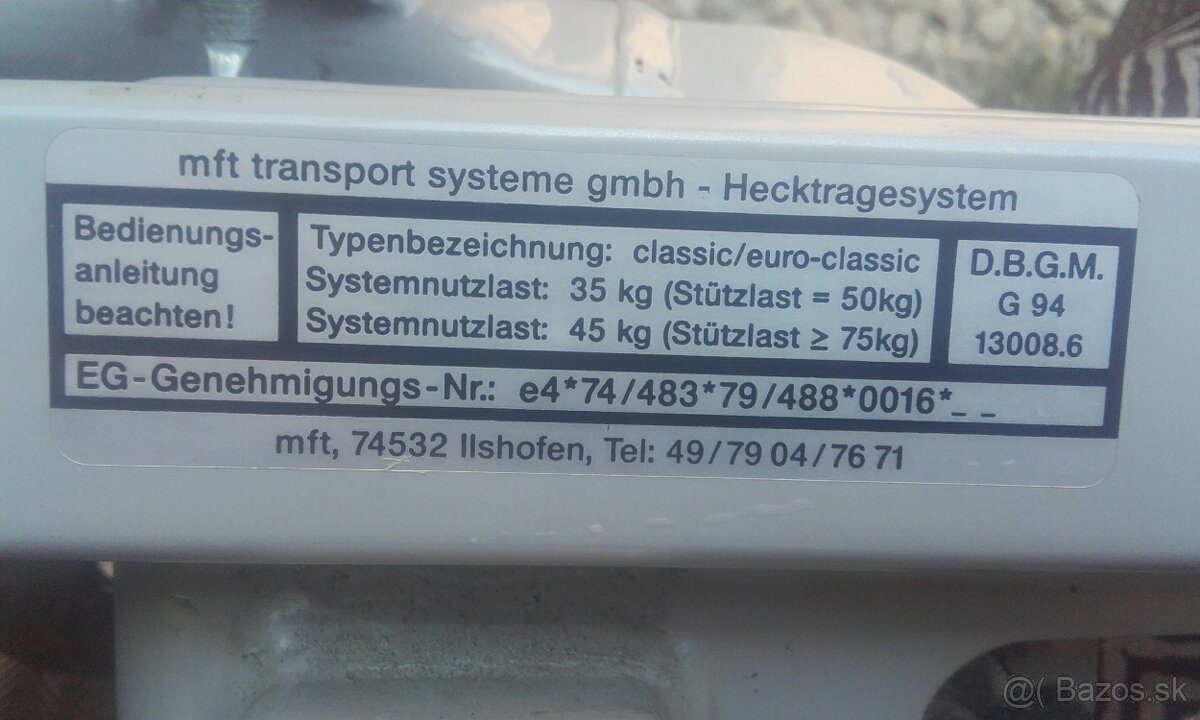 mft transport systeme gmbh - Hecktragesystem
Bedienungs-
anleitung
beachten!
Typenbezeichnung: classic/euro-classic
Systemnutzlast: 35 kg (Stützlast = 50kg)
Systemnutzlast: 45 kg (Stützlast ≥ 75kg)
D.B.G.M.
G 94
13008.6
EG-Genehmigungs-Nr.: e4*74/483*79/488*0016*_ _
mft, 74532 Ilshofen, Tel: 49/79 04/76 71
@( Bazos.sk